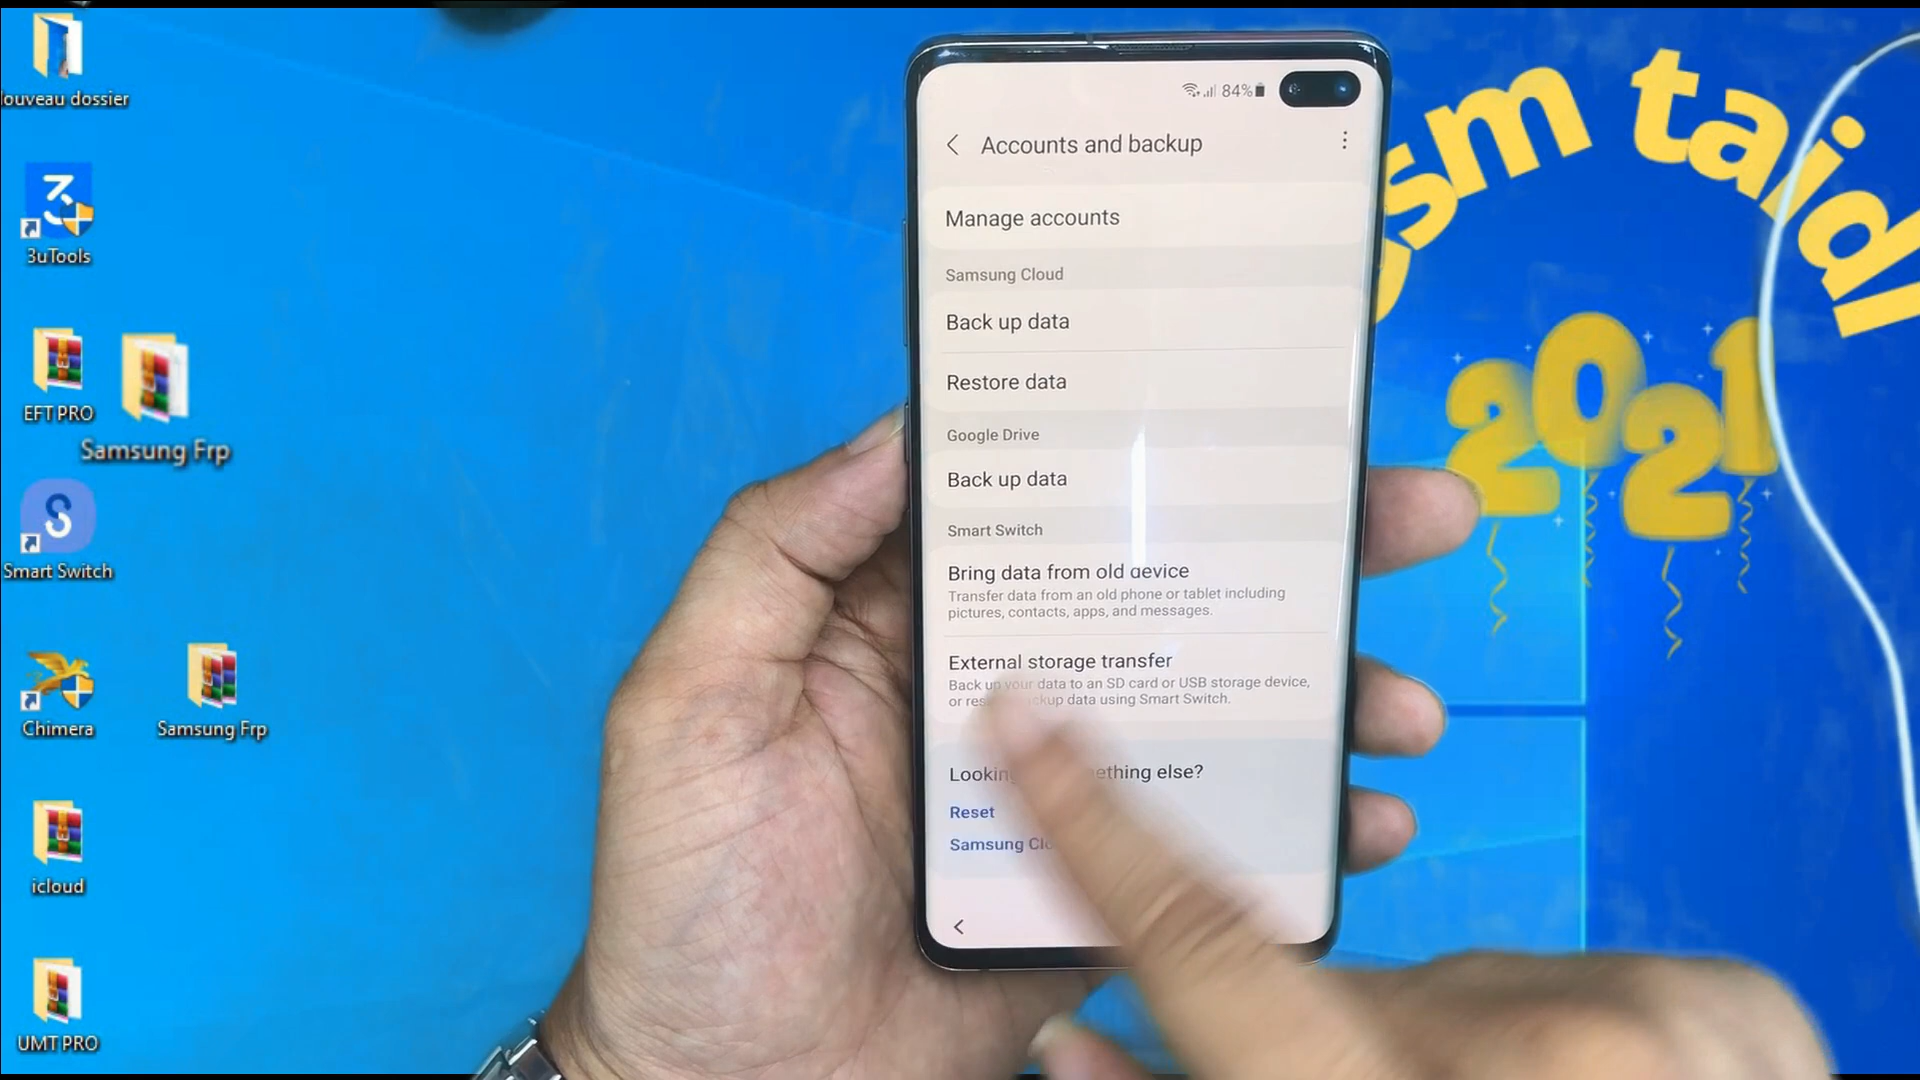 ouveau dossier
3uTools
EFT PRO
Samsung Frp
Smart Switch
Chimera
Samsung Frp
icloud
UMT PRO
84%
Accounts and backup
Manage accounts
Samsung Cloud
Back up data
Restore data
Google Drive
Back up data
Smart Switch
Bring data from old device
Transfer data from an old phone or tablet including
pictures, contacts, apps, and messages.
External storage transfer
Back up your data to an SD card or USB storage device,
or res ckup data using Smart Switch.
Lookin ething else?
Reset
Samsung Clo
gsm taidi
2021